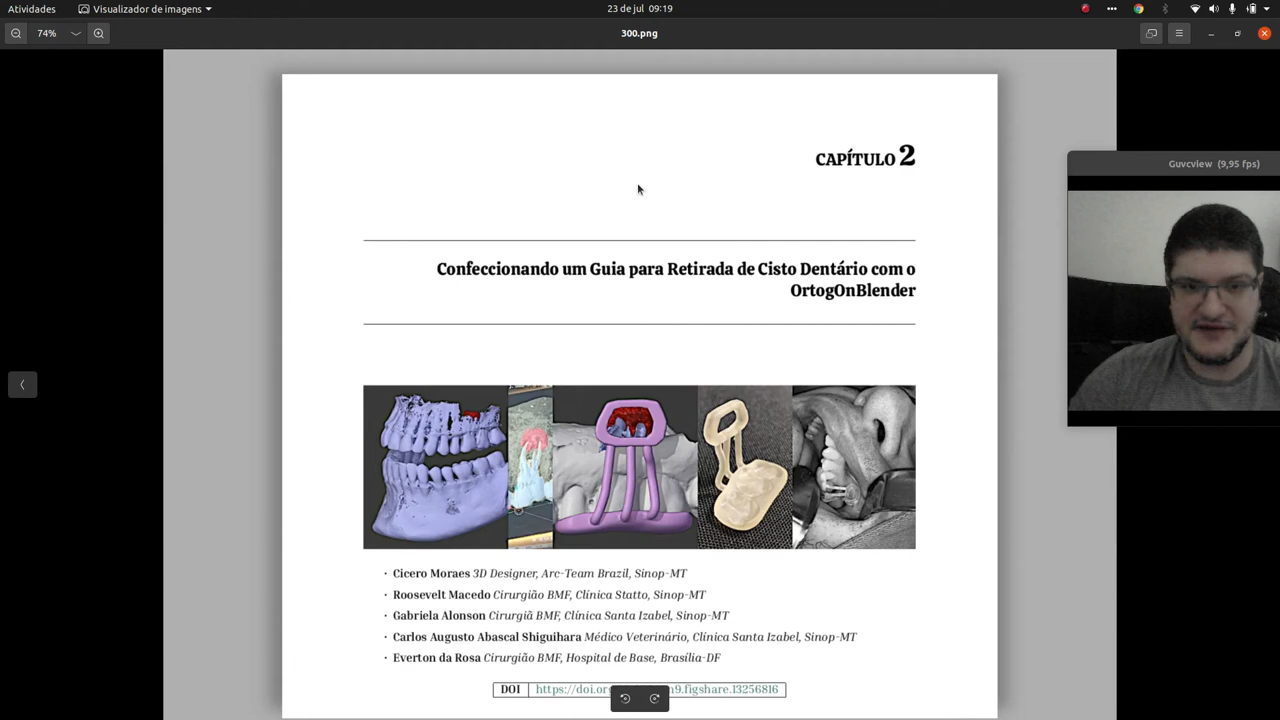 Atividades
Visualizador de imagens
23 de jul 09:19
74%
300.png
Guvcview (9,95 fps)
CAPÍTULO 2
Confeccionando um Guia para Retirada de Cisto Dentário com o
OrtogOnBlender
• Cicero Moraes 3D Designer, Arc-Team Brazil, Sinop-MT
• Roosevelt Macedo Cirurgião BMF, Clínica Statto, Sinop-MT
• Gabriela Alonson Cirurgiã BMF, Clínica Santa Izabel, Sinop-MT
• Carlos Augusto Abascal Shiguihara Médico Veterinário, Clínica Santa Izabel, Sinop-MT
• Everton da Rosa Cirurgião BMF, Hospital de Base, Brasília-DF
DOI https://doi.or n9.figshare.13256816